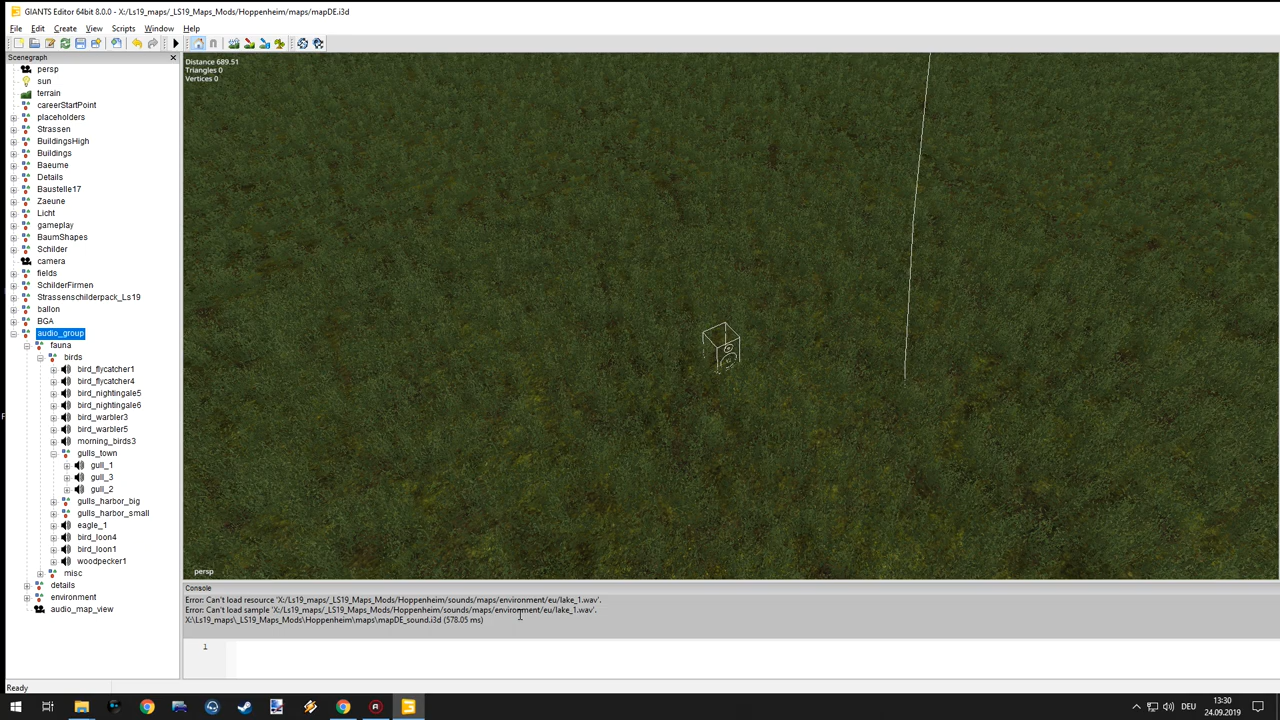 GIANTS Editor 64bit 8.0.0 - X:/Ls19_maps/_LS19_Maps_Mods/Hoppenheim/maps/mapDE.i3d
File Edit Create View Scripts Window Help
Scenegraph
persp
sun
terrain
careerStartPoint
placeholders
Strassen
BuildingsHigh
Buildings
Baeume
Details
Baustelle17
Zaeune
Licht
gameplay
BaumShapes
Schilder
camera
fields
SchilderFirmen
Strassenschilderpack_Ls19
ballon
BGA
audio_group
fauna
birds
bird_flycatcher1
bird_flycatcher4
bird_nightingale5
bird_nightingale6
bird_warbler3
bird_warbler5
morning_birds3
gulls_town
gull_1
gull_3
gull_2
gulls_harbor_big
gulls_harbor_small
eagle_1
bird_loon4
bird_loon1
woodpecker1
misc
details
environment
audio_map_view
Distance 689.51
Triangles 0
Vertices 0
persp
Console
Error: Can't load resource 'X:/Ls19_maps/_LS19_Maps_Mods/Hoppenheim/sounds/maps/environment/eu/lake_1.wav'.
Error: Can't load sample 'X:/Ls19_maps/_LS19_Maps_Mods/Hoppenheim/sounds/maps/environment/eu/lake_1.wav'.
X:\Ls19_maps\_LS19_Maps_Mods\Hoppenheim\maps\mapDE_sound.i3d (578.05 ms)
1
Ready
DEU
13:30
24.09.2019